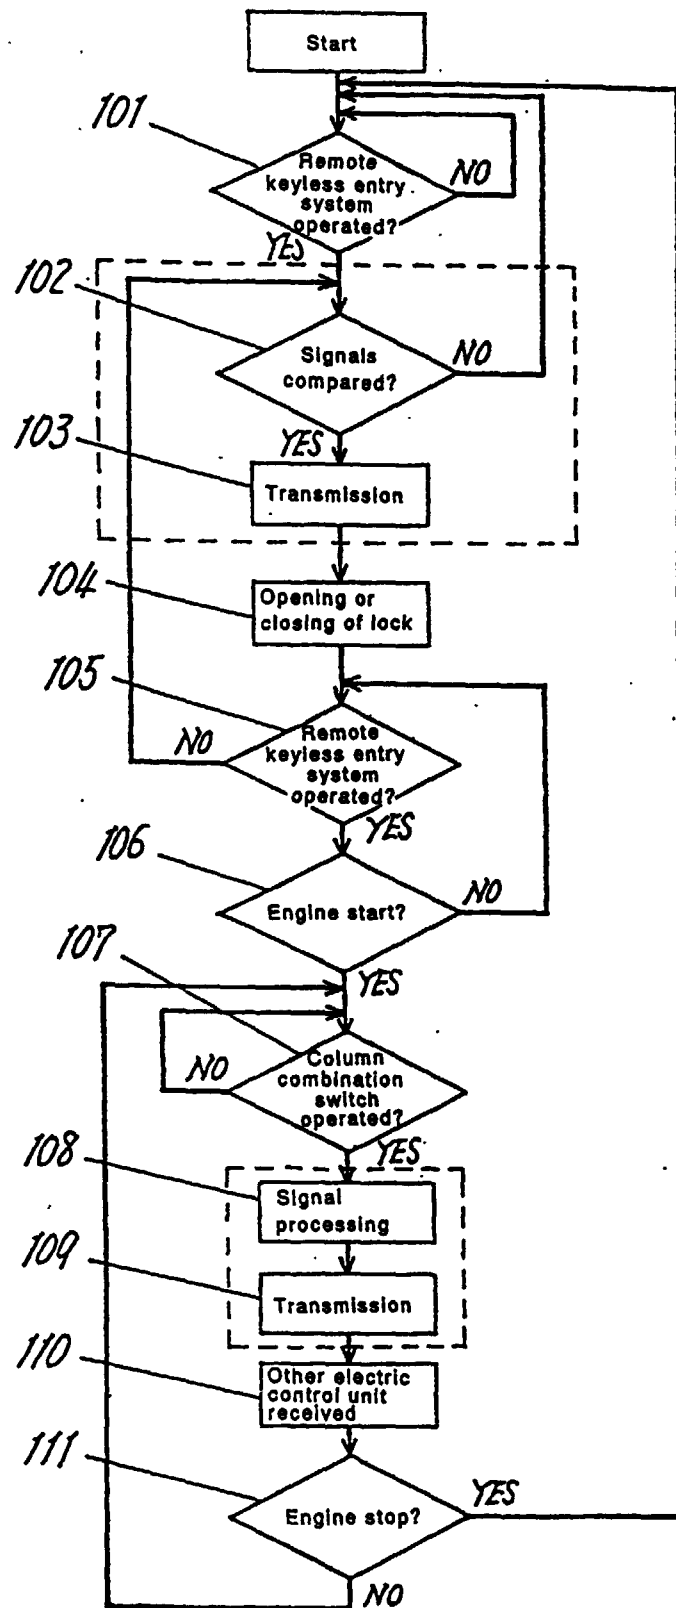 Start
101
Remote
keyless entry
system
operated?
NO
YES
102
Signals
compared?
NO
YES
103
Transmission
104
Opening or
closing of lock
105
Remote
keyless entry
system
operated?
NO
YES
106
Engine start?
NO
107
YES
Column
combination
switch
operated?
NO
YES
108
Signal
processing
109
Transmission
110
Other electric
control unit
received
111
Engine stop?
YES
NO